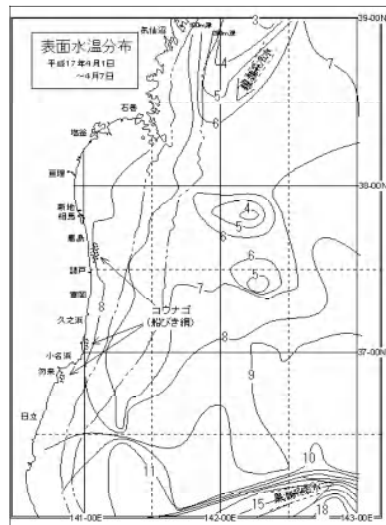 表面水温分布
平成17年4月1日
～4月7日
気仙沼
石巻
塩釜
亘理
新地
相馬
鹿島
請戸
富岡
久之浜
小名浜
勿来
日立
コウナゴ
(船びき網)
親潮系冷水
黒潮系暖水
3
4
5
6
7
4
5
6
6
5
7
8
8
9
10
11
15
18
39-00N
38-00N
37-00N
141-00E
142-00E
143-00E